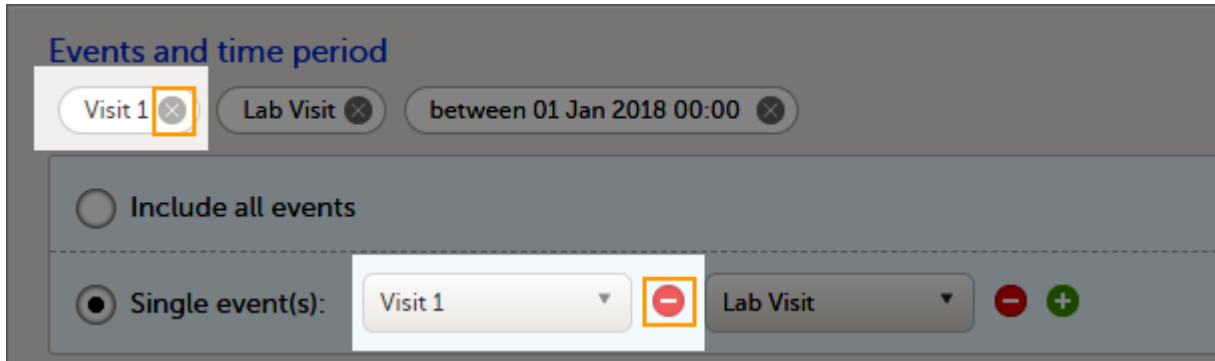 Events and time period
Visit 1 Lab Visit between 01 Jan 2018 00:00
Include all events
Single event(s): Visit 1 Lab Visit